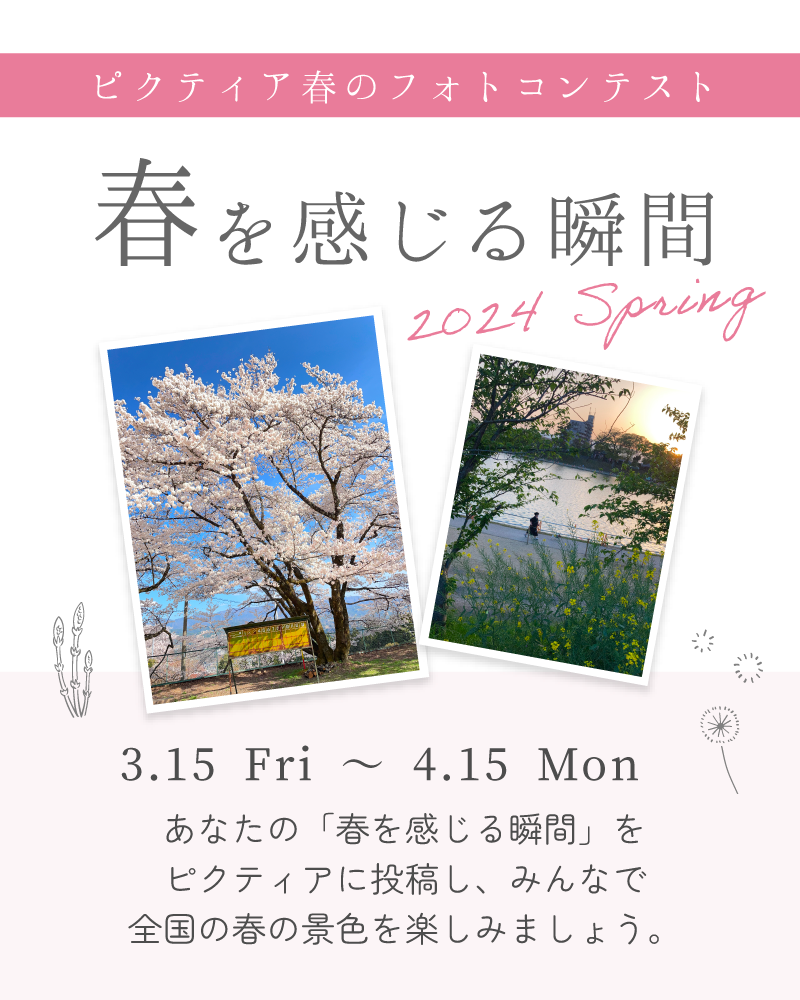 ピクティア春のフォトコンテスト
春を感じる瞬間
2024 Spring
3.15 Fri ～ 4.15 Mon
あなたの「春を感じる瞬間」を
ピクティアに投稿し、みんなで
全国の春の景色を楽しみましょう。